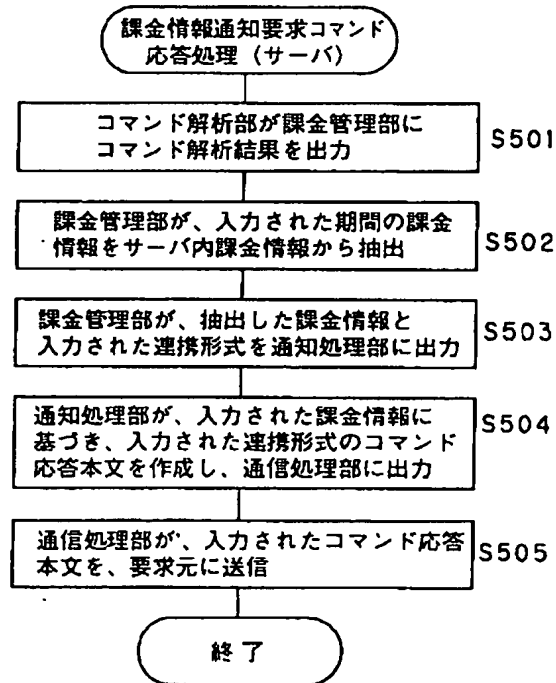 課金情報通知要求コマンド
応答処理（サーバ）
コマンド解析部が課金管理部に
コマンド解析結果を出力
S501
課金管理部が、入力された期間の課金
情報をサーバ内課金情報から抽出
S502
課金管理部が、抽出した課金情報と
入力された連携形式を通知処理部に出力
S503
通知処理部が、入力された課金情報に
基づき、入力された連携形式のコマンド
応答本文を作成し、通信処理部に出力
S504
通信処理部が、入力されたコマンド応答
本文を、要求元に送信
S505
終了